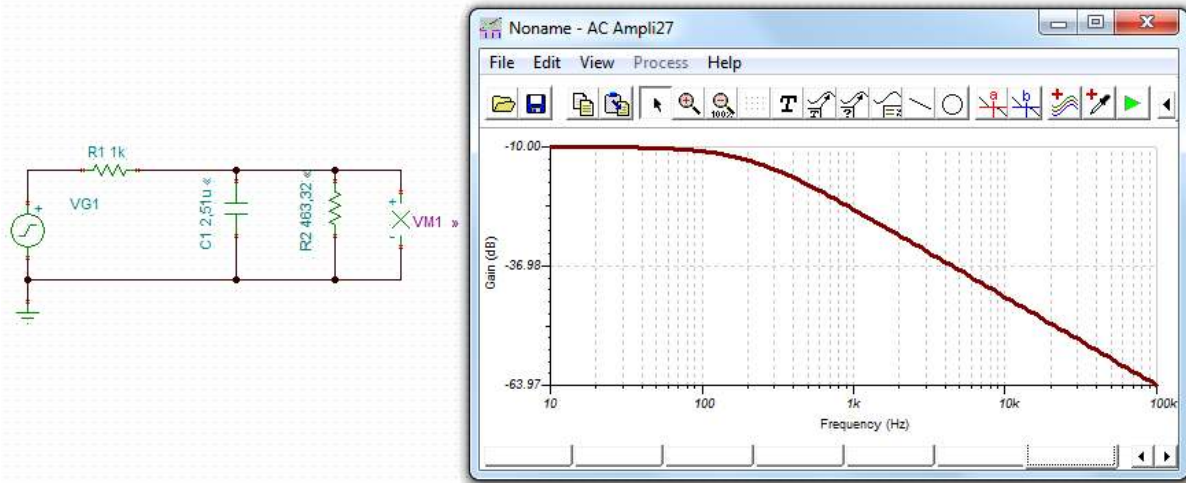 R1 1k
VG1
+
C1 2,51u «
R2 463,32 «
+
-
VM1 »
Noname - AC Ampli27
File Edit View Process Help
100%
T
a
b
-10.00
-36.98
-63.97
Gain (dB)
10 100 1k 10k 100k
Frequency (Hz)